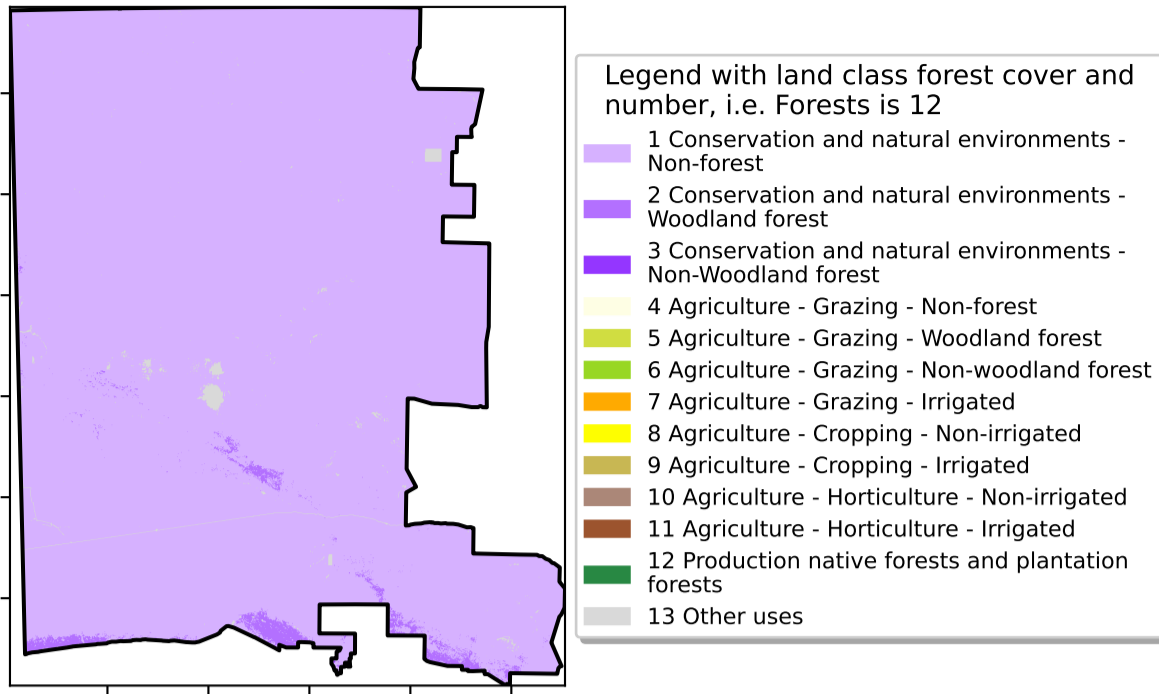 Legend with land class forest cover and
number, i.e. Forests is 12
1 Conservation and natural environments -
Non-forest
2 Conservation and natural environments -
Woodland forest
3 Conservation and natural environments -
Non-Woodland forest
4 Agriculture - Grazing - Non-forest
5 Agriculture - Grazing - Woodland forest
6 Agriculture - Grazing - Non-woodland forest
7 Agriculture - Grazing - Irrigated
8 Agriculture - Cropping - Non-irrigated
9 Agriculture - Cropping - Irrigated
10 Agriculture - Horticulture - Non-irrigated
11 Agriculture - Horticulture - Irrigated
12 Production native forests and plantation
forests
13 Other uses